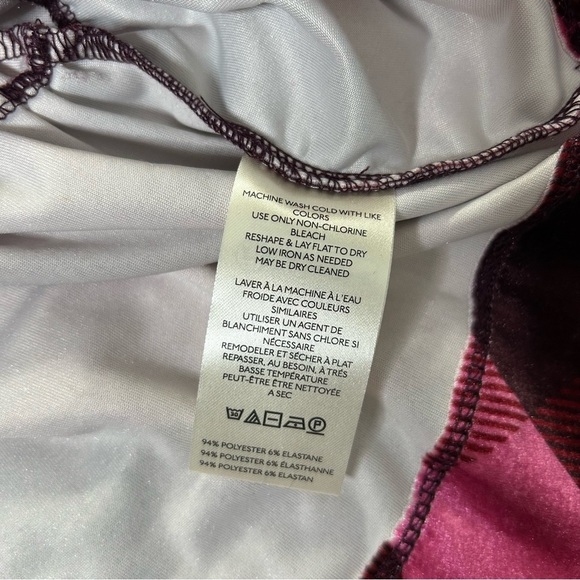 MACHINE WASH COLD WITH LIKE
COLORS
USE ONLY NON-CHLORINE
BLEACH
RESHAPE & LAY FLAT TO DRY
LOW IRON AS NEEDED
MAY BE DRY CLEANED
LAVER À LA MACHINE À L'EAU
FROIDE AVEC COULEURS
SIMILAIRES
UTILISER UN AGENT DE
BLANCHIMENT SANS CHLORE SI
NÉCESSAIRE
REMODELER ET SÉCHER À PLAT
REPASSER, AU BESOIN, À TRÉS
BASSE TEMPÉRATURE
PEUT-ÊTRE ÊTRE NETTOYÉE
A SEC
P
94% POLYESTER 6% ELASTANE
94% POLYESTER 6% ÉLASTHANNE
94% POLYESTER 6% ELASTAN